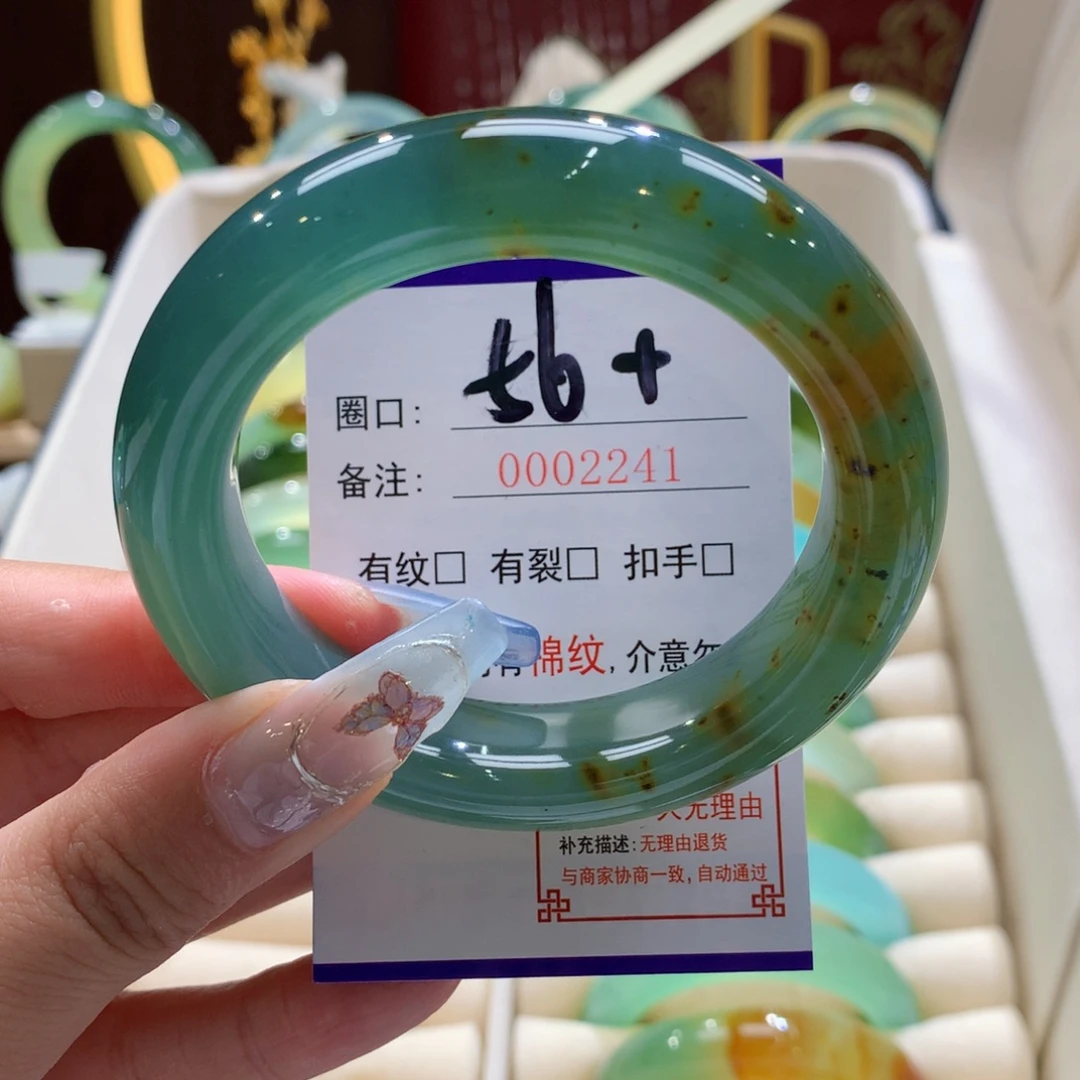 圈口: 56+
备注: 0002241
有纹□ 有裂□ 扣手□
棉纹, 介意
无理由
补充描述:无理由退货
与商家协商一致, 自动通过